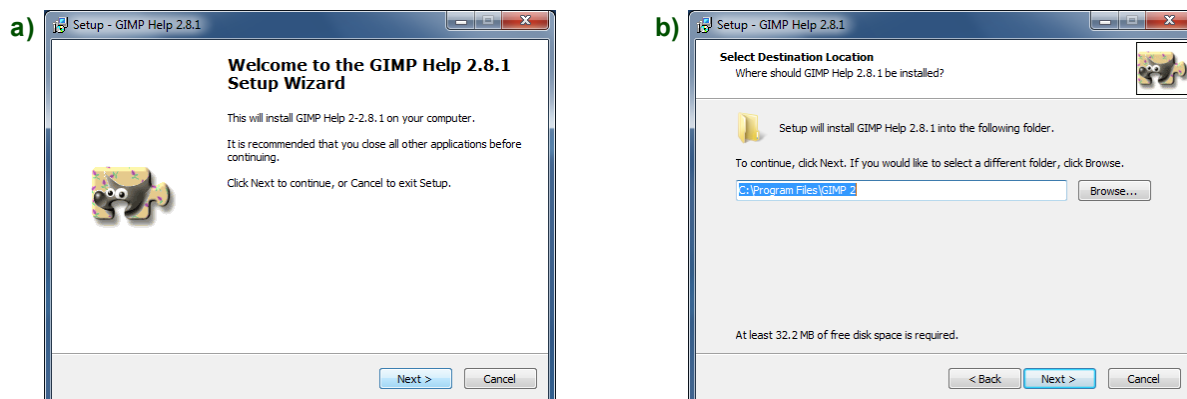 a)
Setup - GIMP Help 2.8.1
Welcome to the GIMP Help 2.8.1
Setup Wizard
This will install GIMP Help 2-2.8.1 on your computer.
It is recommended that you close all other applications before
continuing.
Click Next to continue, or Cancel to exit Setup.
Next >
Cancel
b)
Setup - GIMP Help 2.8.1
Select Destination Location
Where should GIMP Help 2.8.1 be installed?
Setup will install GIMP Help 2.8.1 into the following folder.
To continue, click Next. If you would like to select a different folder, click Browse.
C:\Program Files\GIMP 2
Browse...
At least 32.2 MB of free disk space is required.
< Back
Next >
Cancel